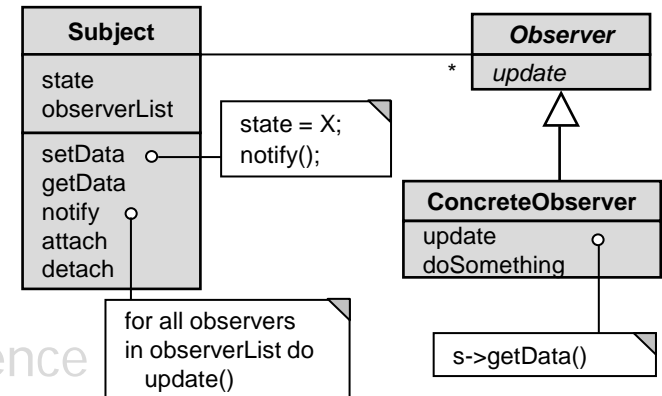 Subject
state
observerList
setData
getData
notify
attach
detach
state = X;
notify();
for all observers
in observerList do
update()
*
Observer
update
ConcreteObserver
update
doSomething
s->getData()
ence